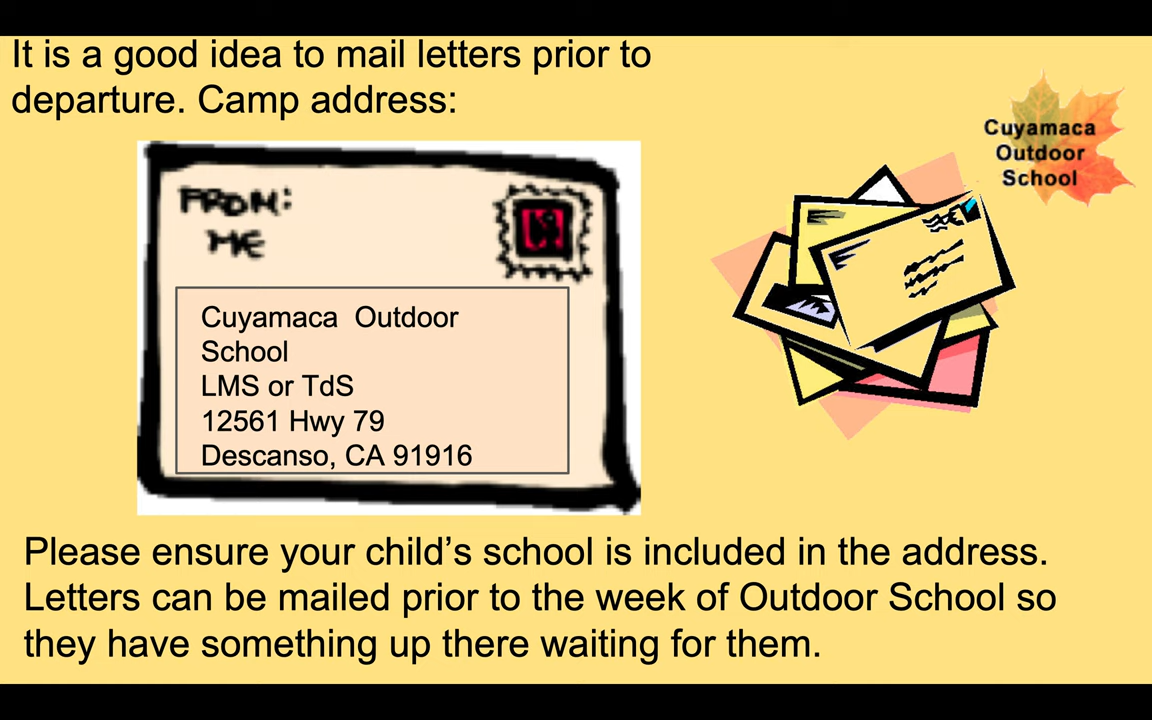 It is a good idea to mail letters prior to
departure. Camp address:
Cuyamaca
Outdoor
School
FROM:
ME
Cuyamaca Outdoor
School
LMS or TdS
12561 Hwy 79
Descanso, CA 91916
Please ensure your child’s school is included in the address.
Letters can be mailed prior to the week of Outdoor School so
they have something up there waiting for them.